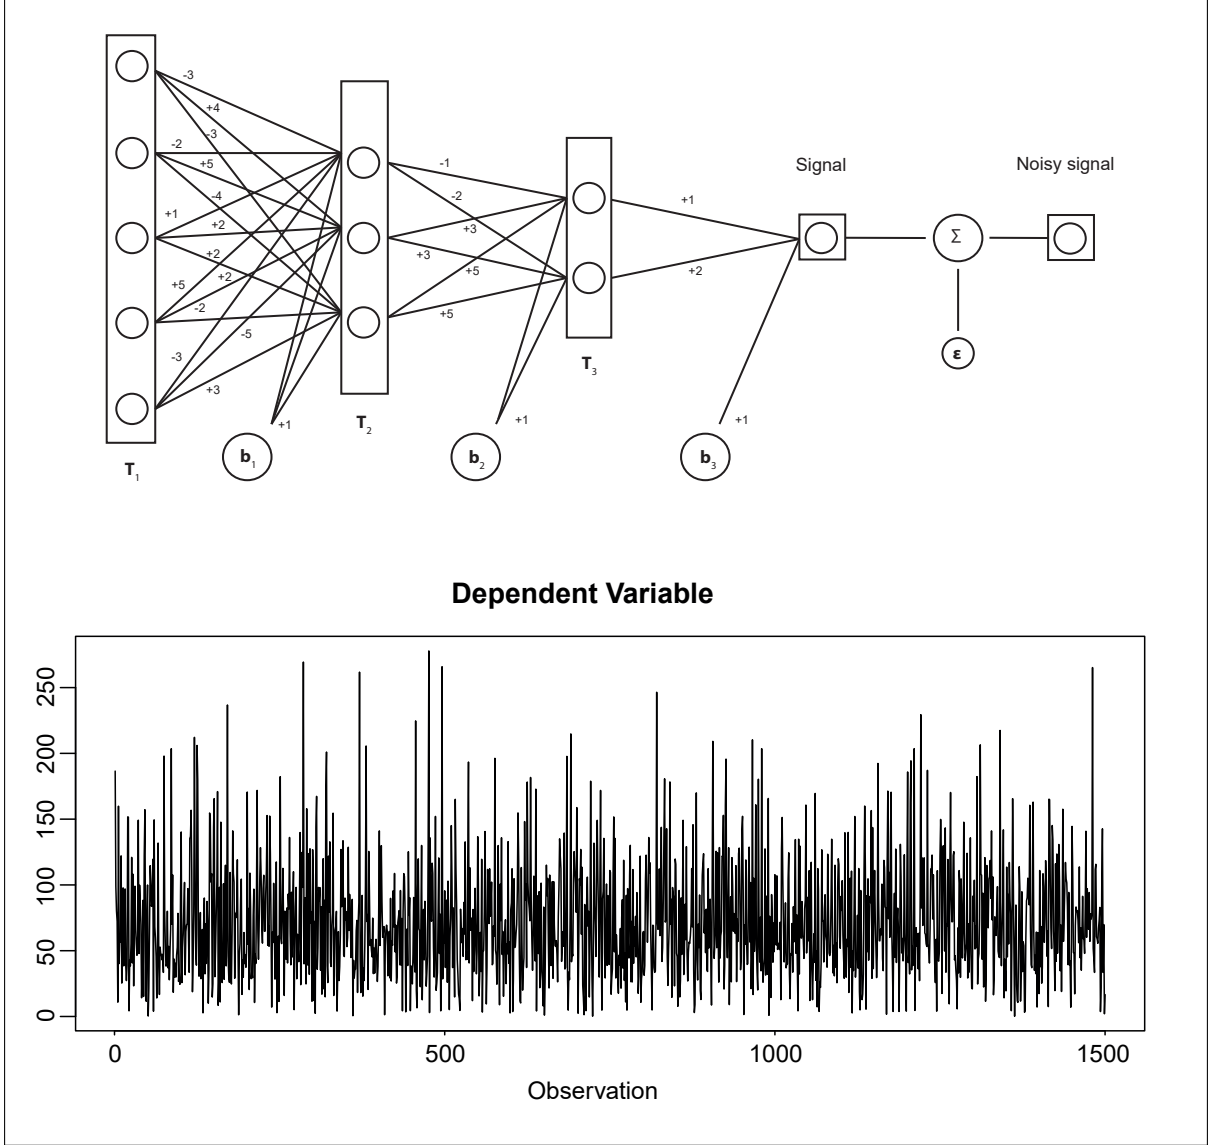 Signal
Noisy signal
-3
+4
-3
-2
+5
-4
+1
+2
+2
+5
+2
-2
-5
-3
+3
+1
-1
-2
+3
+3
+5
+5
+1
+1
+2
+1
Σ
ε
T1
T2
T3
b1
b2
b3
Dependent Variable
250
200
150
100
50
0
0 500 1000 1500
Observation